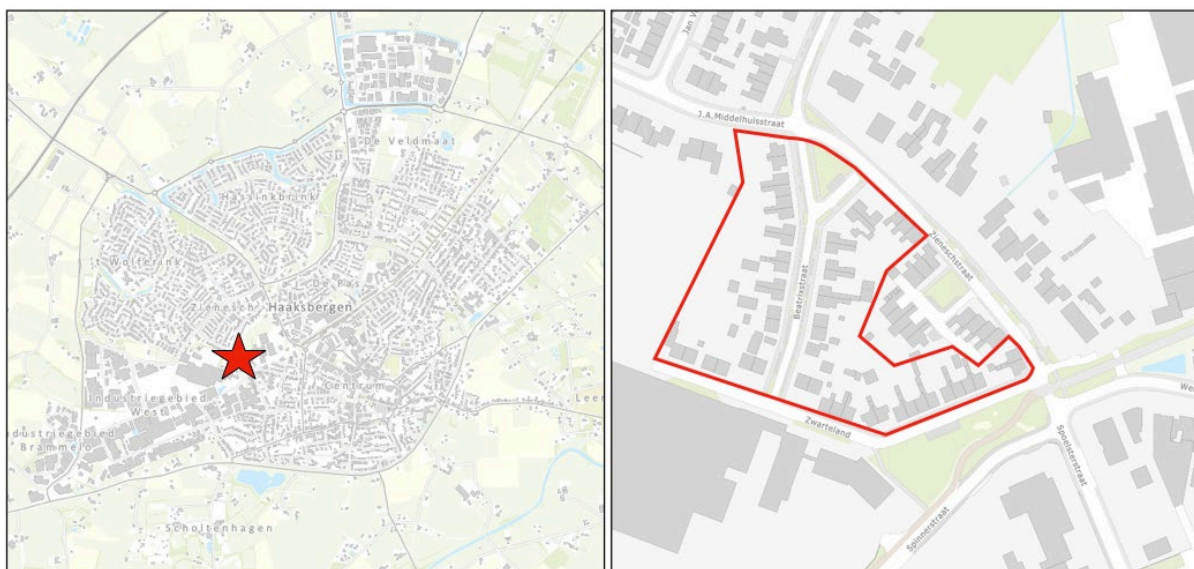 De Veldmaat
Hassinkbrink
't Wolferink
De Pas
Zienesch
Haaksbergen
Centrum
Industriegebied
West
Industriegebied
Brammelo
Scholtenhagen
J.A.Middelhuisstraat
Zieneschstraat
Beatrixstraat
Zwarteland
Spoelsterstraat
Spinnerstraat